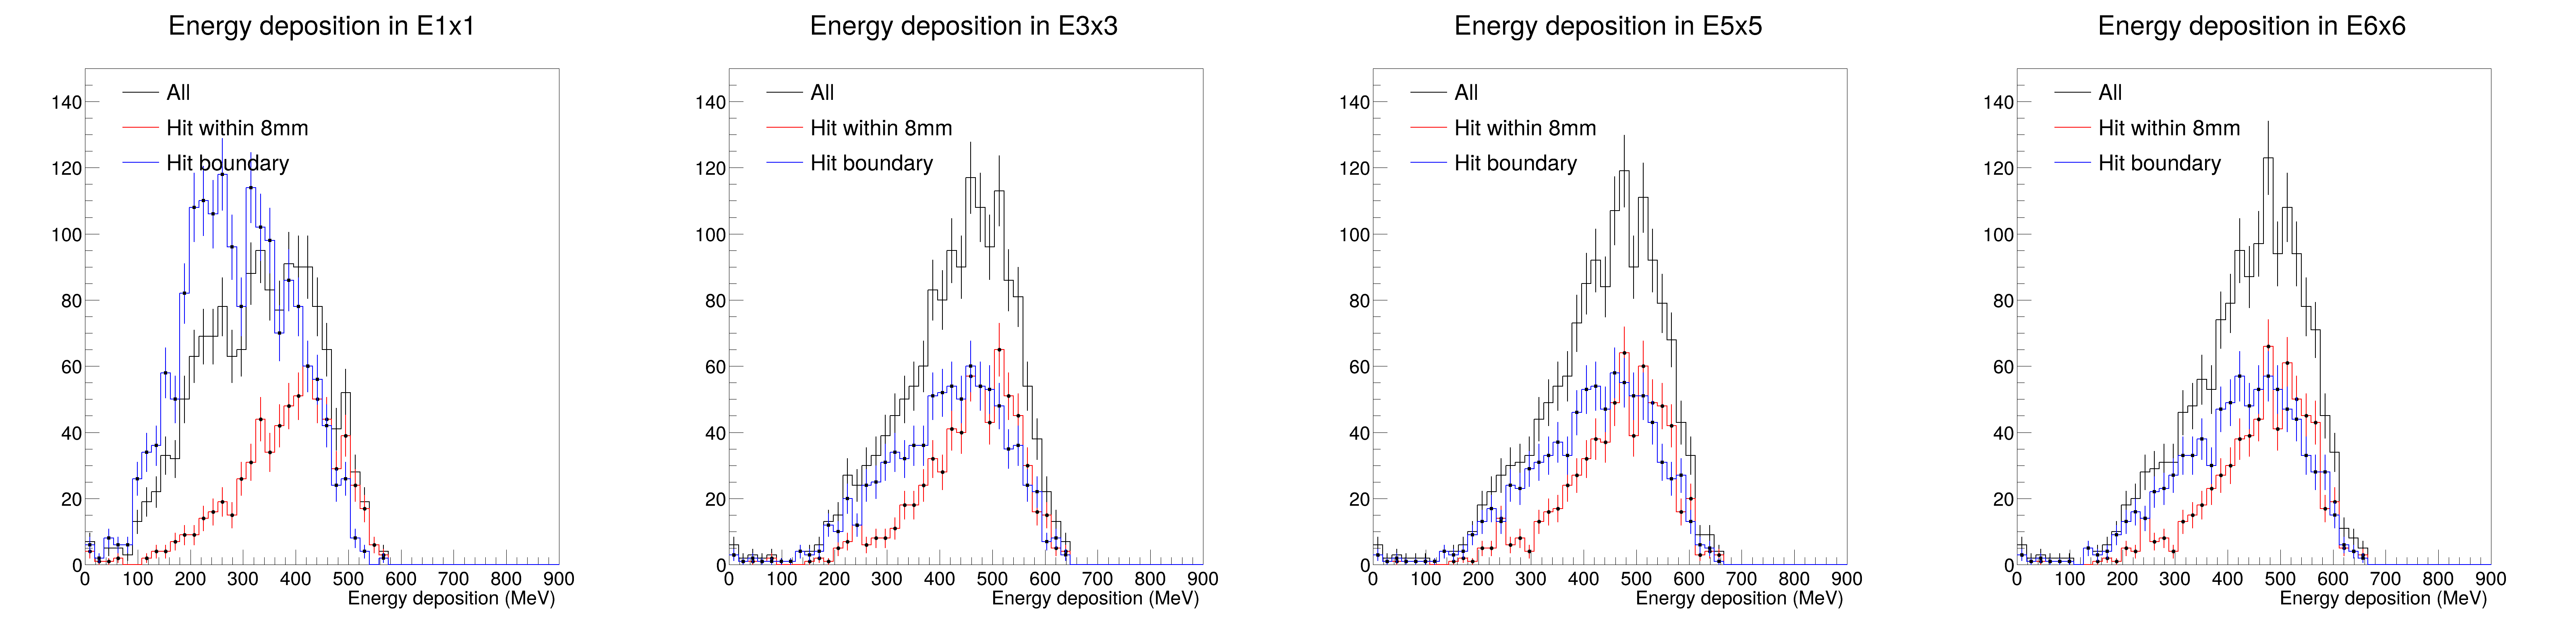 Energy deposition in E1x1
All
Hit within 8mm
Hit boundary
140
120
100
80
60
40
20
0
0 100 200 300 400 500 600 700 800 900
Energy deposition (MeV)
Energy deposition in E3x3
All
Hit within 8mm
Hit boundary
140
120
100
80
60
40
20
0
0 100 200 300 400 500 600 700 800 900
Energy deposition (MeV)
Energy deposition in E5x5
All
Hit within 8mm
Hit boundary
140
120
100
80
60
40
20
0
0 100 200 300 400 500 600 700 800 900
Energy deposition (MeV)
Energy deposition in E6x6
All
Hit within 8mm
Hit boundary
140
120
100
80
60
40
20
0
0 100 200 300 400 500 600 700 800 900
Energy deposition (MeV)